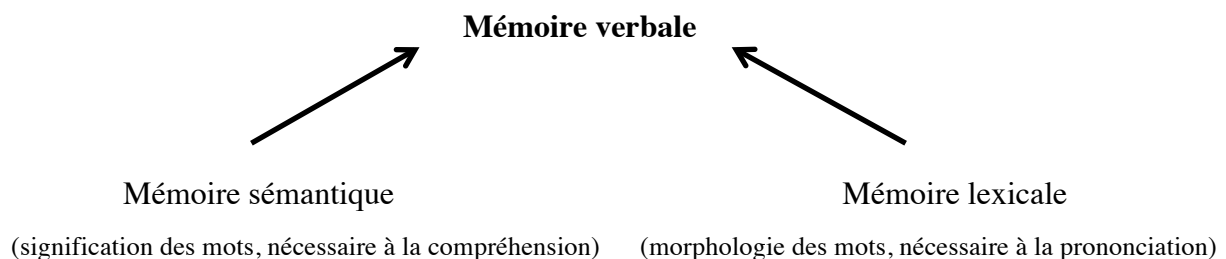 Mémoire verbale
Mémoire sémantique
Mémoire lexicale
(signification des mots, nécessaire à la compréhension)
(morphologie des mots, nécessaire à la prononciation)